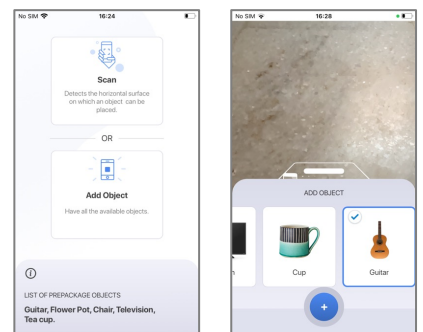 No SIM 16:24
Scan
Detects the horizontal surface
on which an object can be
placed.
OR
Add Object
Have all the available objects.
LIST OF PREPACKAGE OBJECTS
Guitar, Flower Pot, Chair, Television,
Tea cup.
No SIM 16:28
ADD OBJECT
Cup
Guitar